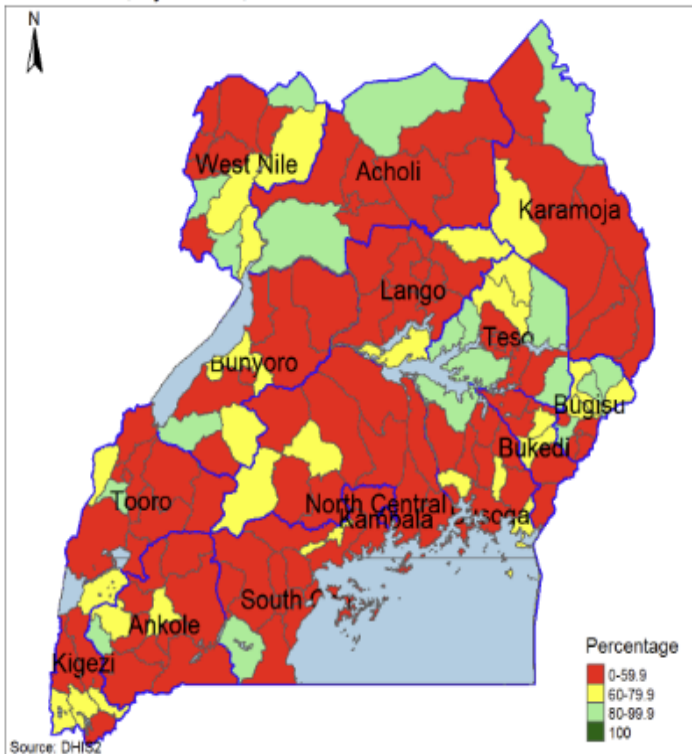 N
West Nile
Acholi
Karamoja
Lango
Teso
Bunyoro
Bugisu
Bukedi
Tooro
North Central
Kampala
Ankole
Kigezi
Percentage
0-59.9
60-79.9
80-99.9
100
Source: DHIS2